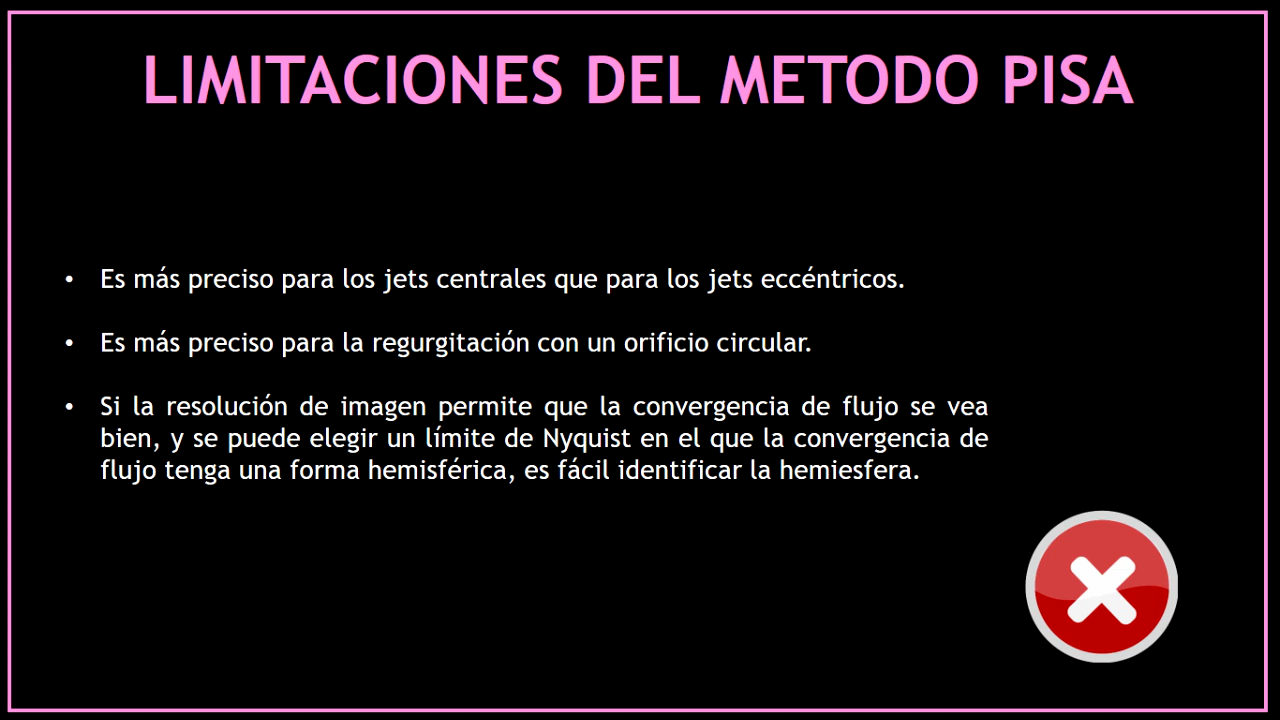 LIMITACIONES DEL METODO PISA
• Es más preciso para los jets centrales que para los jets eccéntricos.
• Es más preciso para la regurgitación con un orificio circular.
• Si la resolución de imagen permite que la convergencia de flujo se vea
bien, y se puede elegir un límite de Nyquist en el que la convergencia de
flujo tenga una forma hemisférica, es fácil identificar la hemiesfera.